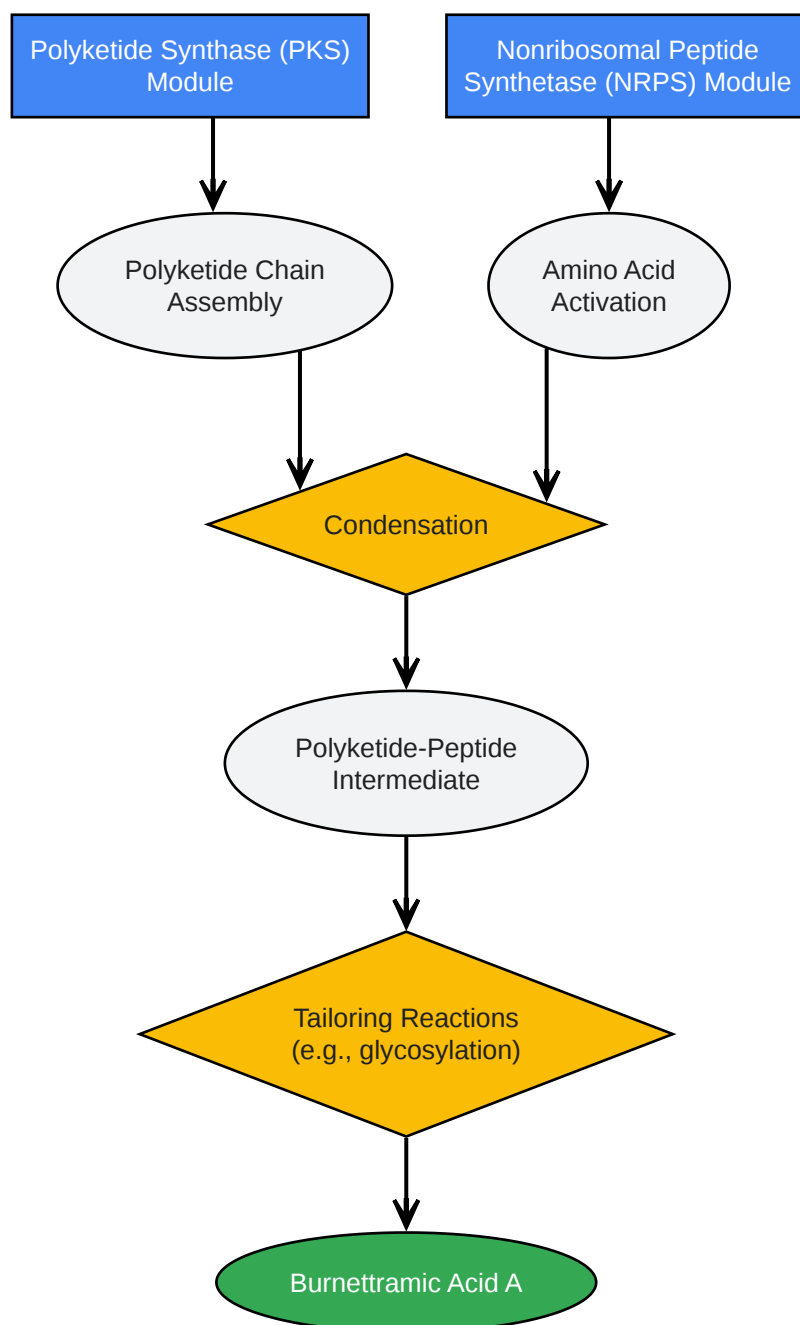 Polyketide Synthase (PKS)
Module
Nonribosomal Peptide
Synthetase (NRPS) Module
Polyketide Chain
Assembly
Amino Acid
Activation
Condensation
Polyketide-Peptide
Intermediate
Tailoring Reactions
(e.g., glycosylation)
Burnettramic Acid A